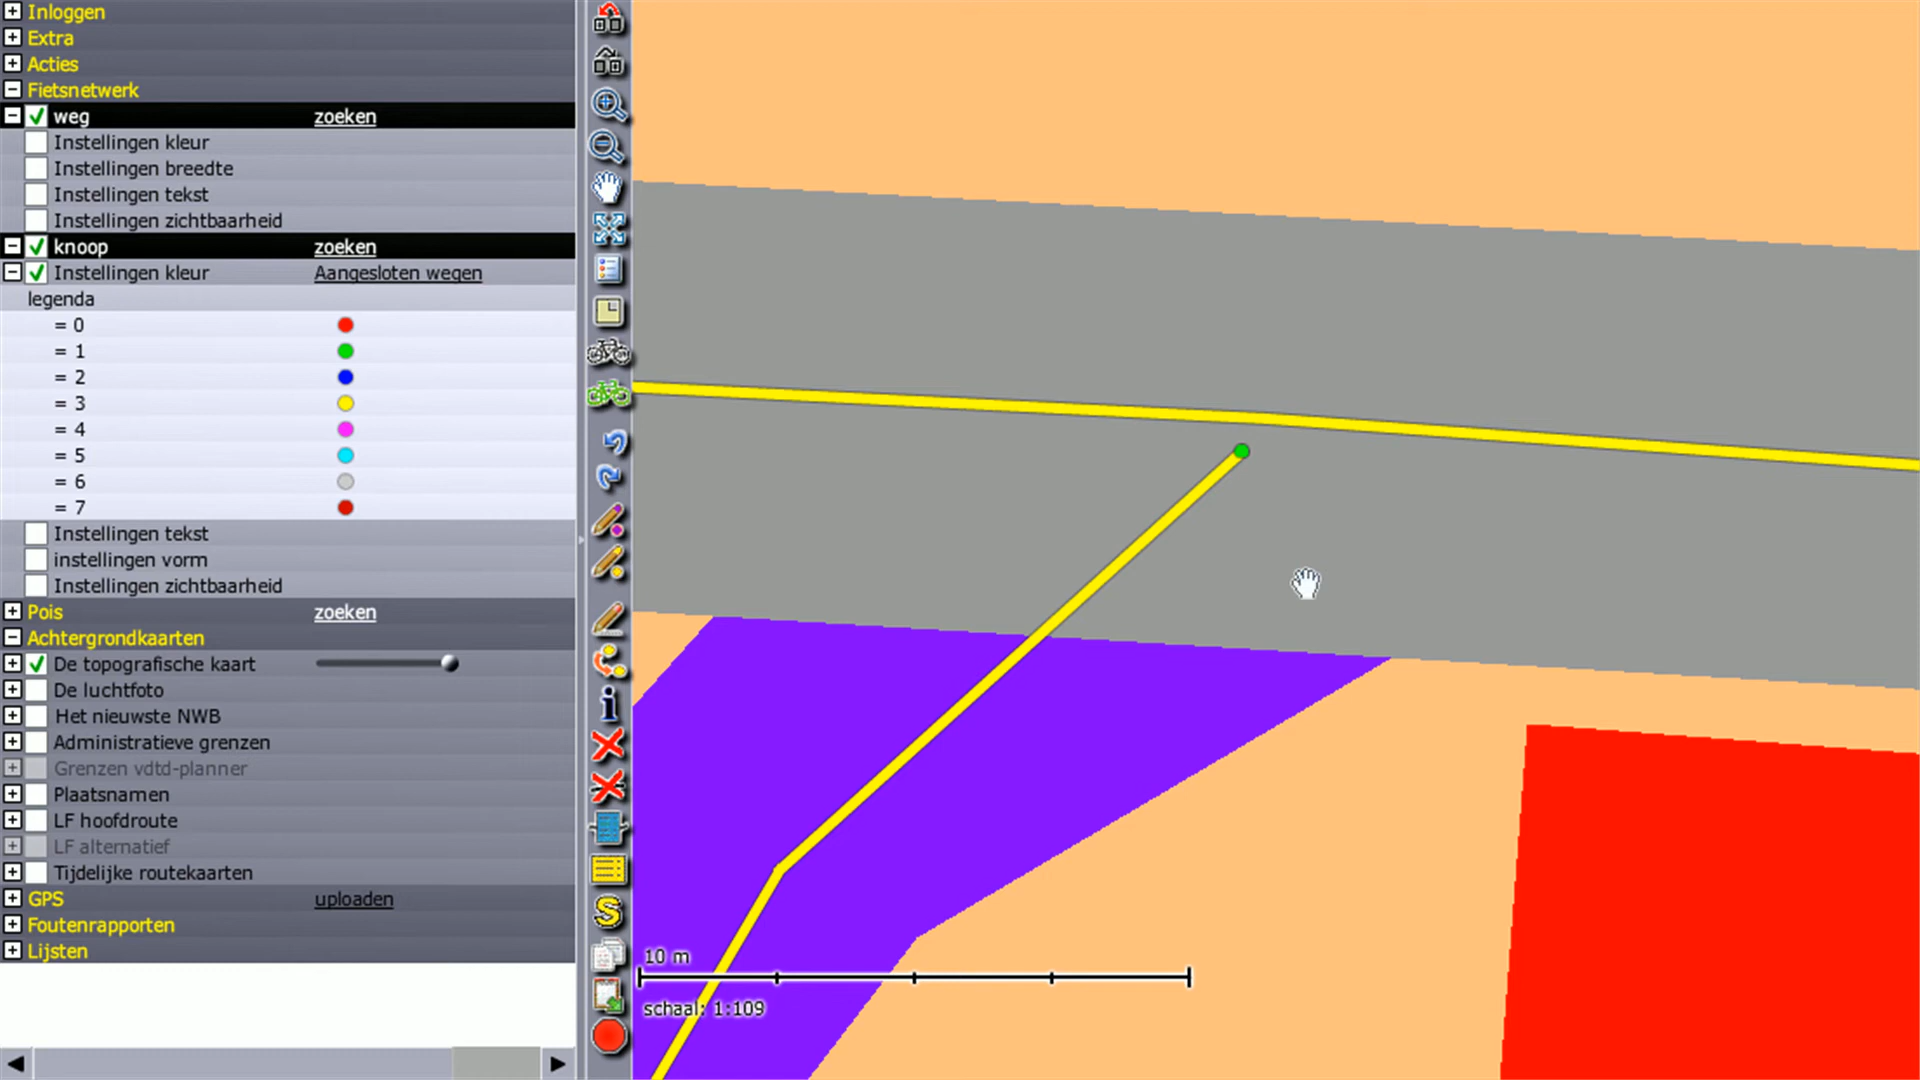 Inloggen
Extra
Acties
Fietsnetwerk
weg zoeken
Instellingen kleur
Instellingen breedte
Instellingen tekst
Instellingen zichtbaarheid
knoop zoeken
Instellingen kleur Aangesloten wegen
legenda
= 0
= 1
= 2
= 3
= 4
= 5
= 6
= 7
Instellingen tekst
instellingen vorm
Instellingen zichtbaarheid
Pois zoeken
Achtergrondkaarten
De topografische kaart
De luchtfoto
Het nieuwste NWB
Administratieve grenzen
Grenzen vdtd-planner
Plaatsnamen
LF hoofdroute
LF alternatief
Tijdelijke routekaarten
GPS uploaden
Foutenrapporten
Lijsten
S
10 m
schaal: 1:109